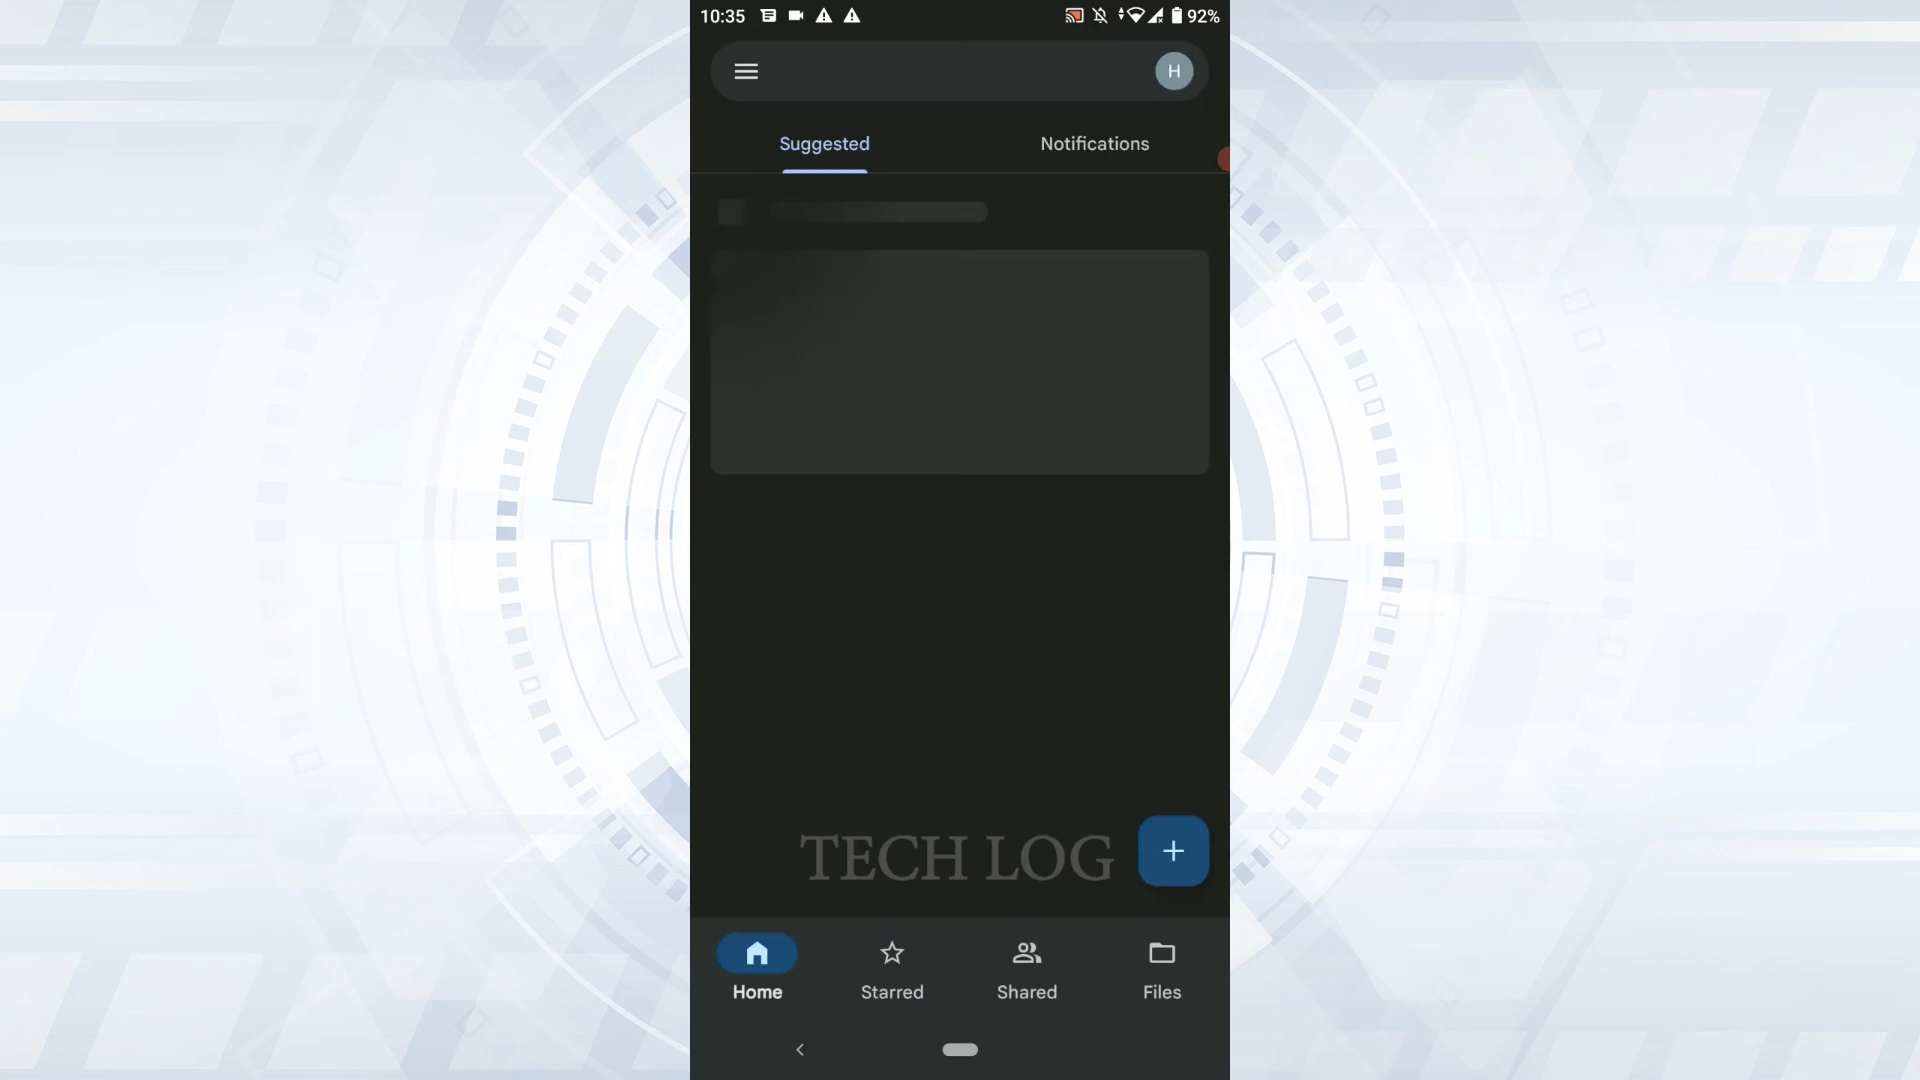 10:35 92%
H
Suggested Notifications
TECH LOG
Home Starred Shared Files